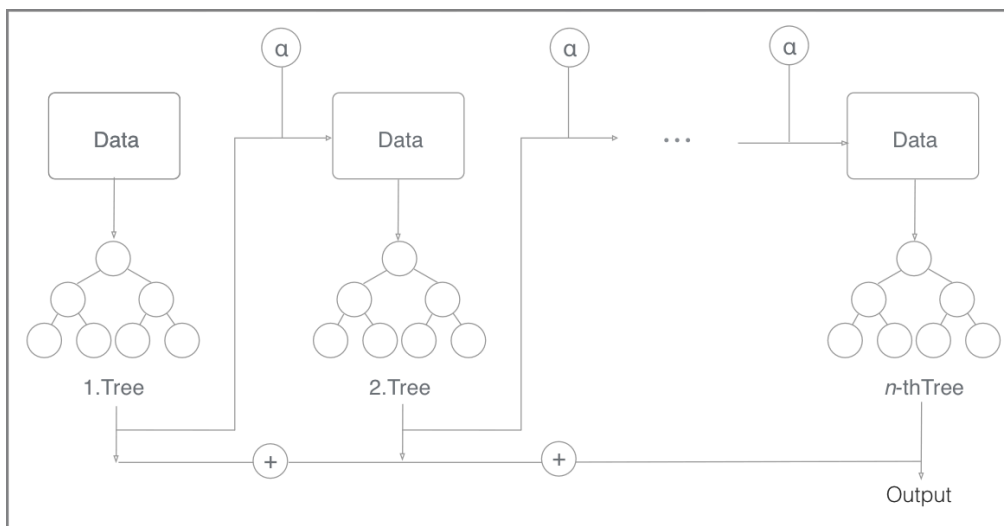 α α α
Data Data ... Data
1.Tree 2.Tree n-thTree
+ +
Output